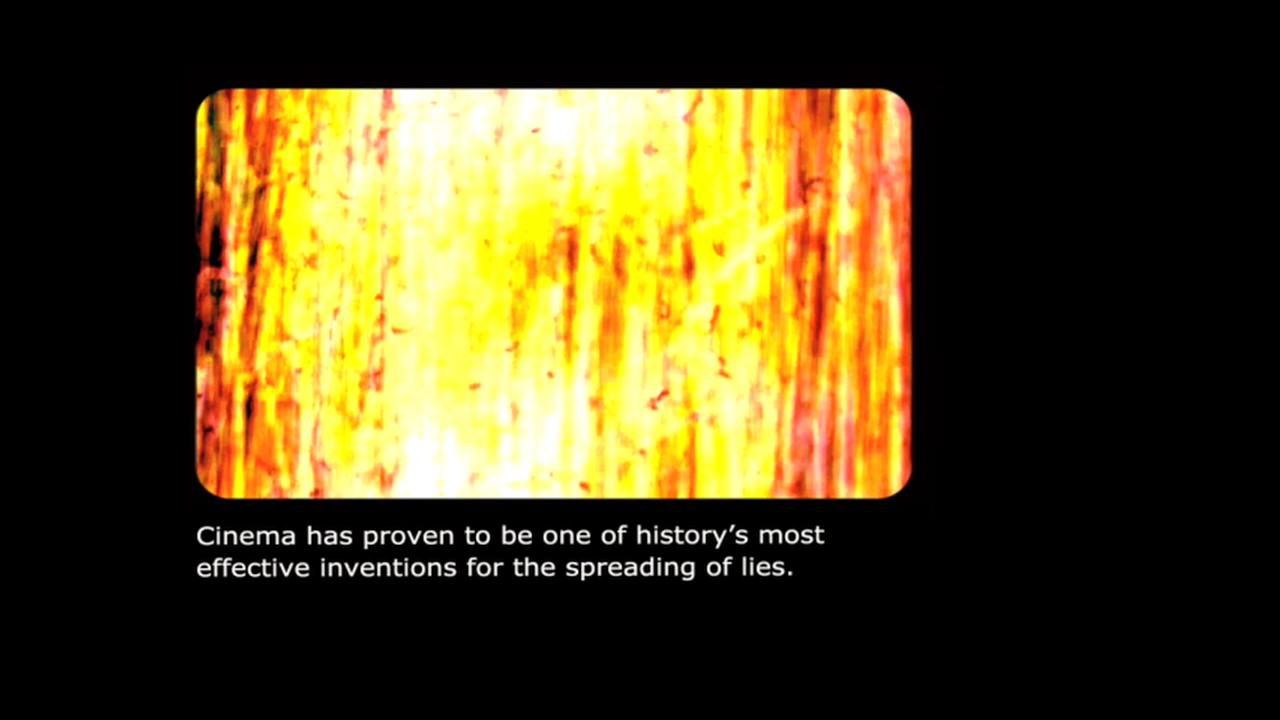 Cinema has proven to be one of history’s most
effective inventions for the spreading of lies.